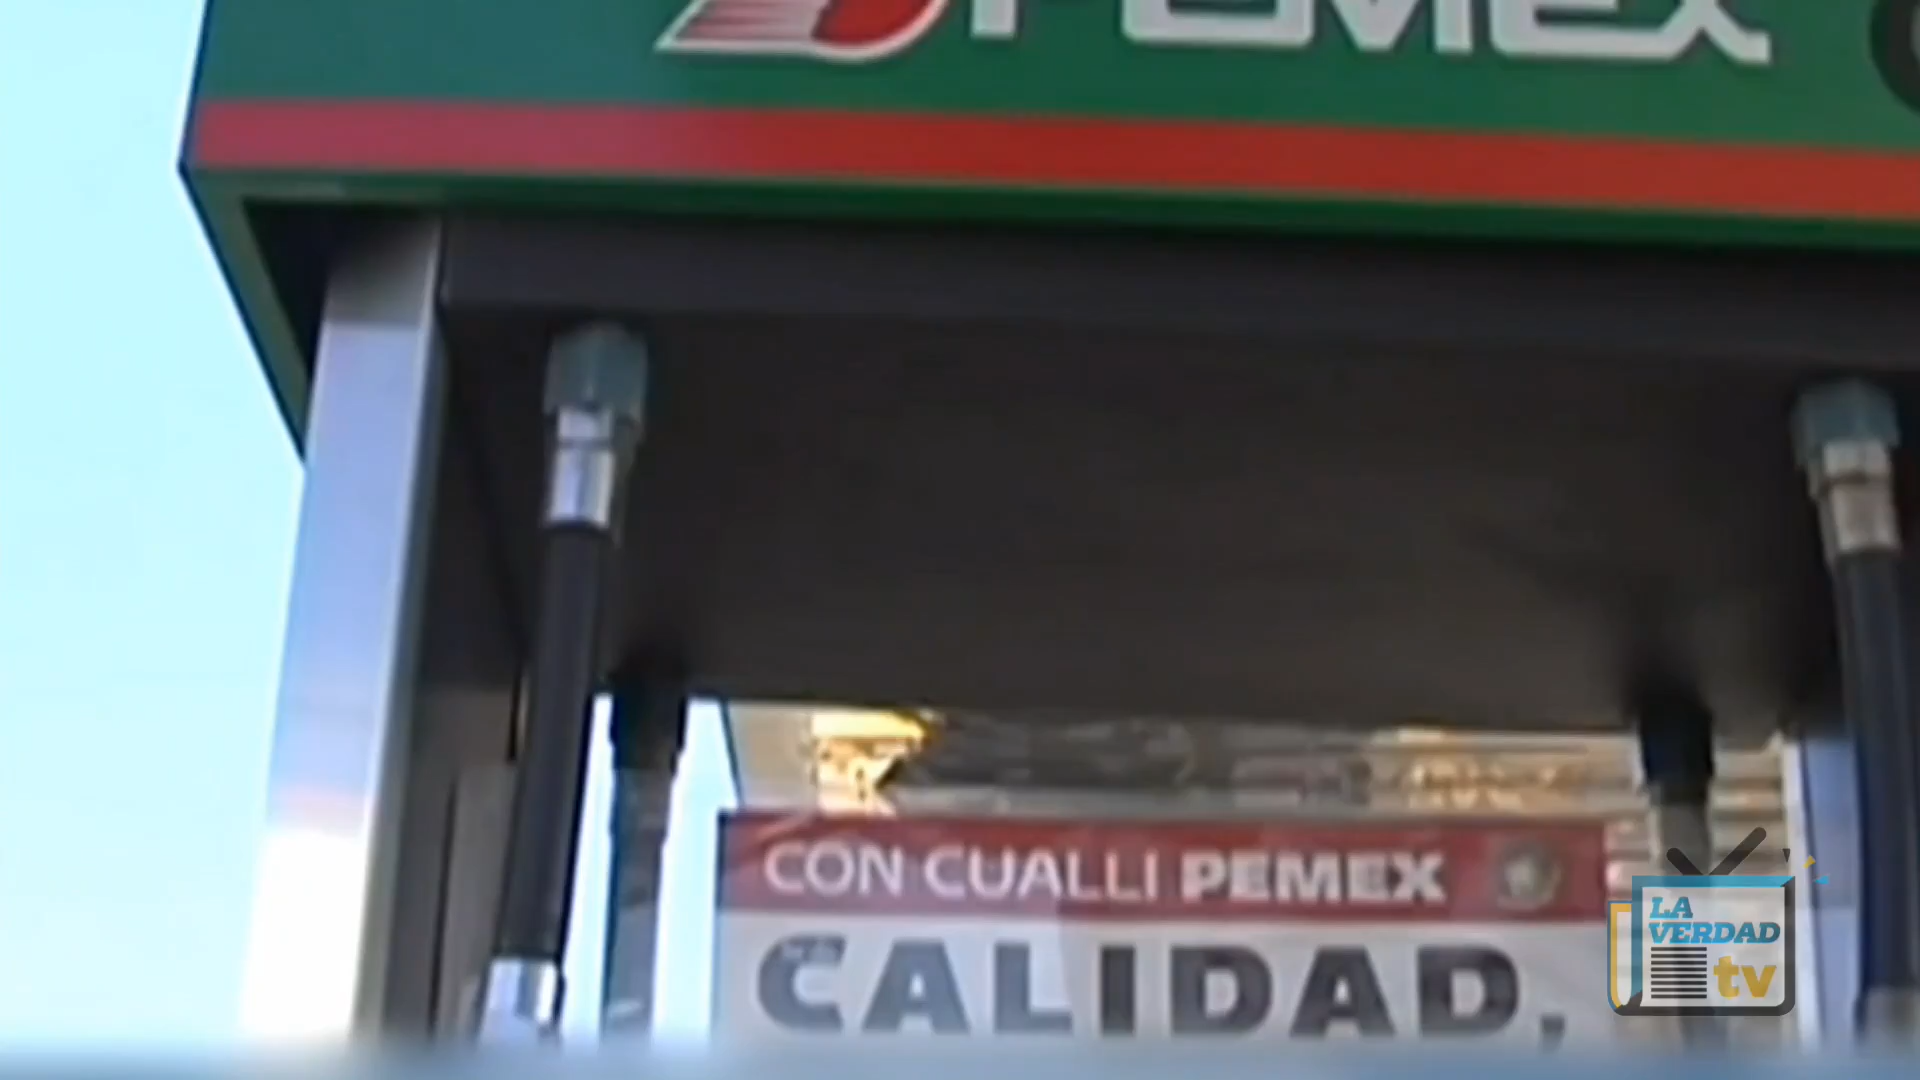 PEMEX
CON CUALLI PEMEX
CALIDAD,
LA
VERDAD
tv